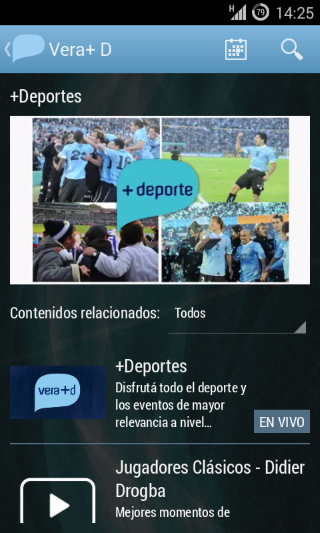 H 79 14:25
Vera+ D
+Deportes
+ deporte
Contenidos relacionados: Todos
+Deportes
vera+d
Disfrutá todo el deporte y
los eventos de mayor
relevancia a nivel...
EN VIVO
Jugadores Clásicos - Didier
Drogba
Mejores momentos de